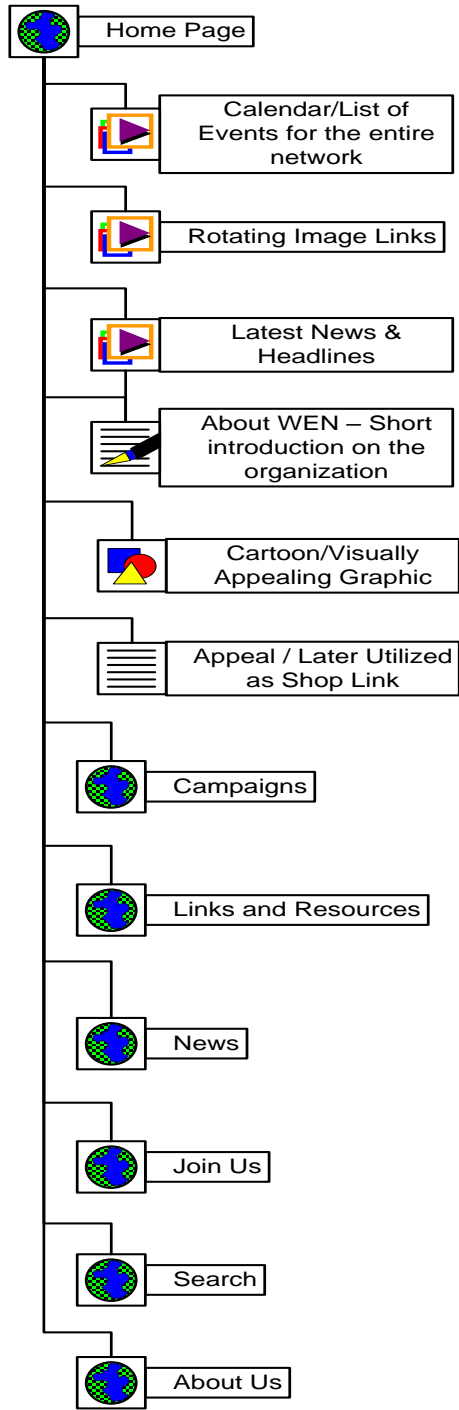 Home Page
Calendar/List of
Events for the entire
network
Rotating Image Links
Latest News &
Headlines
About WEN – Short
introduction on the
organization
Cartoon/Visually
Appealing Graphic
Appeal / Later Utilized
as Shop Link
Campaigns
Links and Resources
News
Join Us
Search
About Us